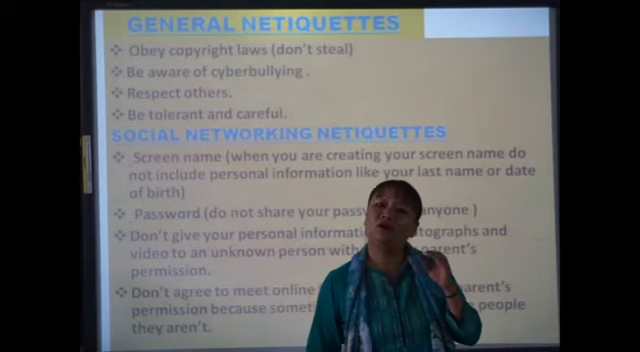 GENERAL NETIQUETTES
❖ Obey copyright laws (don't steal)
❖ Be aware of cyberbullying .
❖ Respect others.
❖ Be tolerant and careful.
SOCIAL NETWORKING NETIQUETTES
❖ Screen name (when you are creating your screen name do
not include personal information like your last name or date
of birth)
❖ Password (do not share your anyone )
❖ Don't give your personal and
video to an unknown person parent's
permission.
❖ Don't agree to meet online
permission because people
they aren't.